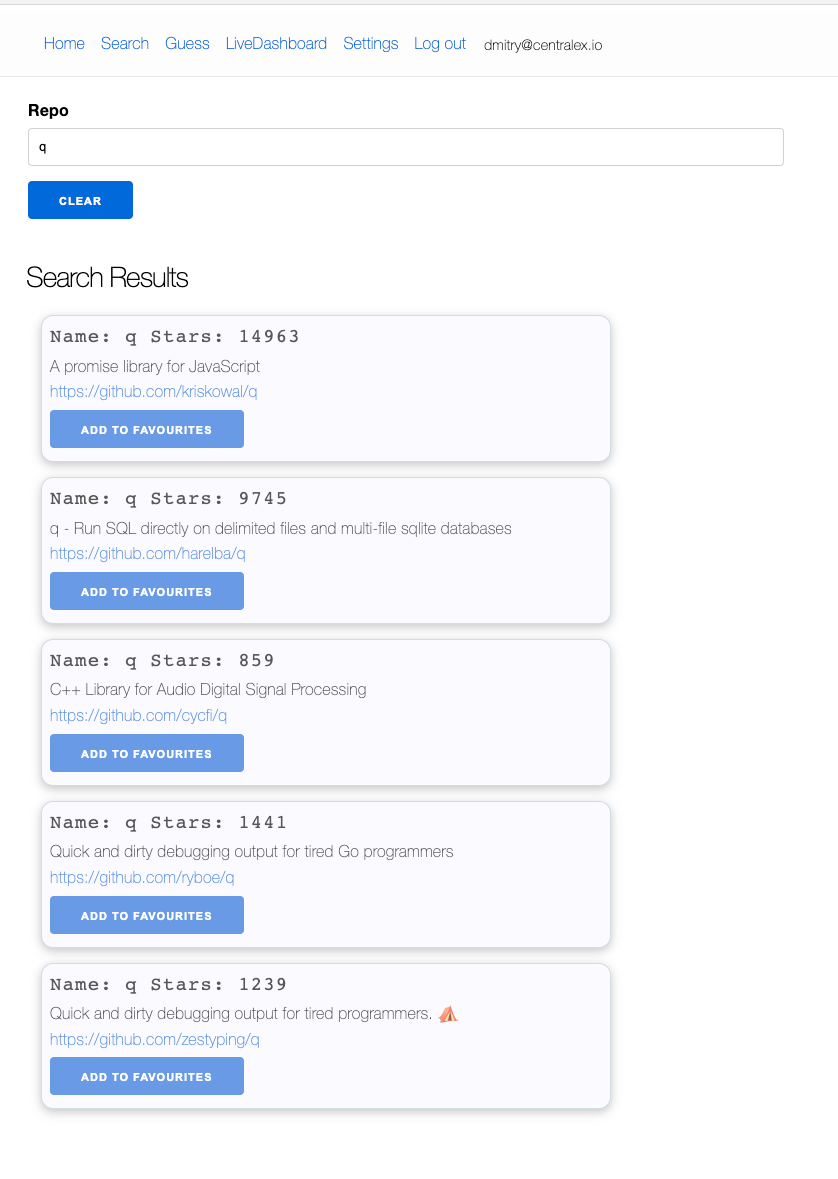 Home Search Guess LiveDashboard Settings Log out dmitry@centralex.io
Repo
q
CLEAR
Search Results
Name: q Stars: 14963
A promise library for JavaScript
https://github.com/kriskowal/q
ADD TO FAVOURITES
Name: q Stars: 9745
q - Run SQL directly on delimited files and multi-file sqlite databases
https://github.com/harelba/q
ADD TO FAVOURITES
Name: q Stars: 859
C++ Library for Audio Digital Signal Processing
https://github.com/cycfi/q
ADD TO FAVOURITES
Name: q Stars: 1441
Quick and dirty debugging output for tired Go programmers
https://github.com/ryboe/q
ADD TO FAVOURITES
Name: q Stars: 1239
Quick and dirty debugging output for tired programmers. ⛺
https://github.com/zestyping/q
ADD TO FAVOURITES